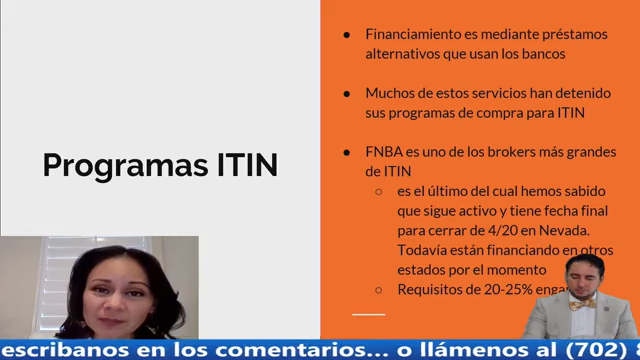 Programas ITIN
● Financiamiento es mediante préstamos
alternativos que usan los bancos
● Muchos de estos servicios han detenido
sus programas de compra para ITIN
● FNBA es uno de los brokers más grandes
de ITIN
○ es el último del cual hemos sabido
que sigue activo y tiene fecha final
para cerrar de 4/20 en Nevada.
Todavía están financiando en otros
estados por el momento
○ Requisitos de 20-25%
escribanos en los comentarios... o llámenos al (702)